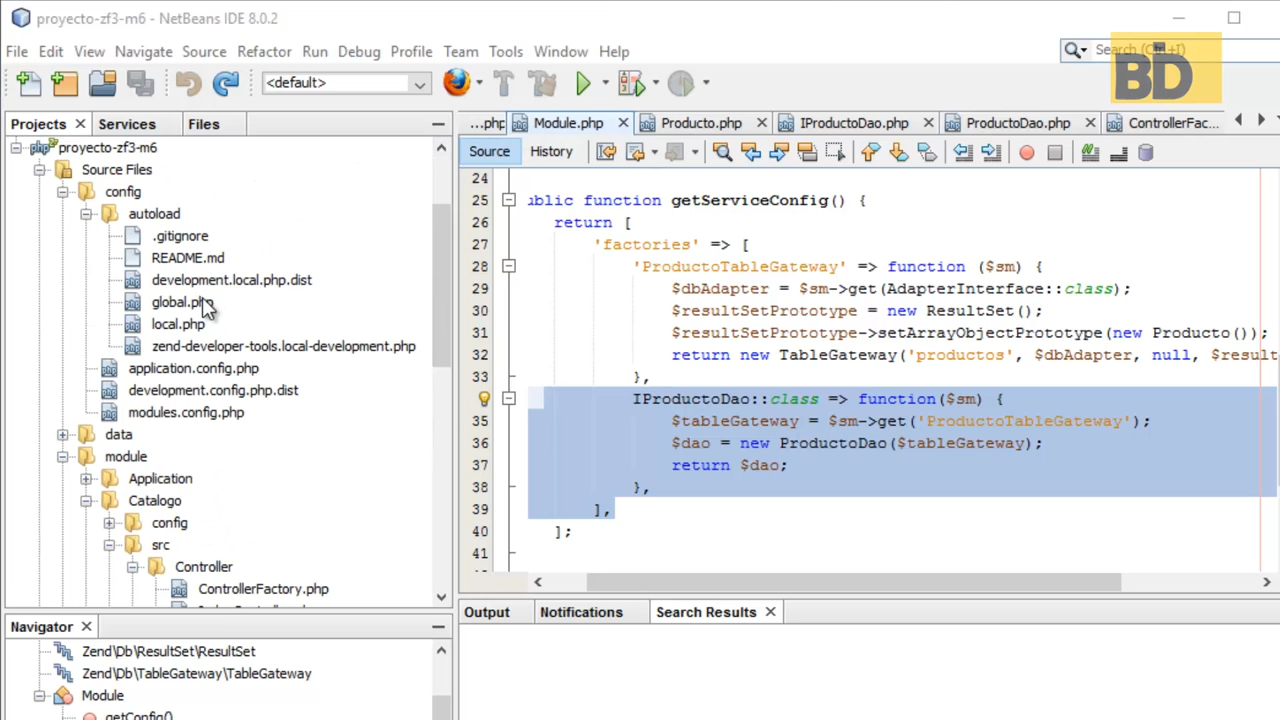 proyecto-zf3-m6 - NetBeans IDE 8.0.2
File Edit View Navigate Source Refactor Run Debug Profile Team Tools Window Help
Search (Ctrl+I)
BD
<default>
Projects Services Files
...php Module.php Producto.php IProductoDao.php ProductoDao.php ControllerFac...
Source History
proyecto-zf3-m6
Source Files
config
autoload
.gitignore
README.md
development.local.php.dist
global.php
local.php
zend-developer-tools.local-development.php
application.config.php
development.config.php.dist
modules.config.php
data
module
Application
Catalogo
config
src
Controller
ControllerFactory.php
24
25 ublic function getServiceConfig() {
26 return [
27 'factories' => [
28 'ProductoTableGateway' => function ($sm) {
29 $dbAdapter = $sm->get(AdapterInterface::class);
30 $resultSetPrototype = new ResultSet();
31 $resultSetPrototype->setArrayObjectPrototype(new Producto());
32 return new TableGateway('productos', $dbAdapter, null, $result
33 },
IProductoDao::class => function($sm) {
35 $tableGateway = $sm->get('ProductoTableGateway');
36 $dao = new ProductoDao($tableGateway);
37 return $dao;
38 },
39 ],
40 ];
41
Output Notifications Search Results
Navigator
Zend\Db\ResultSet\ResultSet
Zend\Db\TableGateway\TableGateway
Module
getConfig()